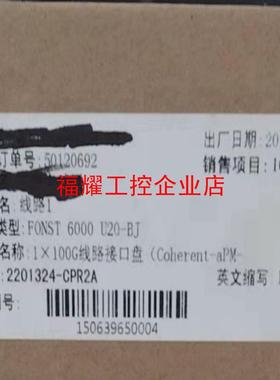 出厂日期:20
订单号:50120692
销售项目:1
福耀工控企业店
名:线路1
类型:FONST 6000 U20-BJ
名称:1×100G线路接口盘（Coherent-aPM-
:2201324-CPR2A
英文缩写
号:
150639650004